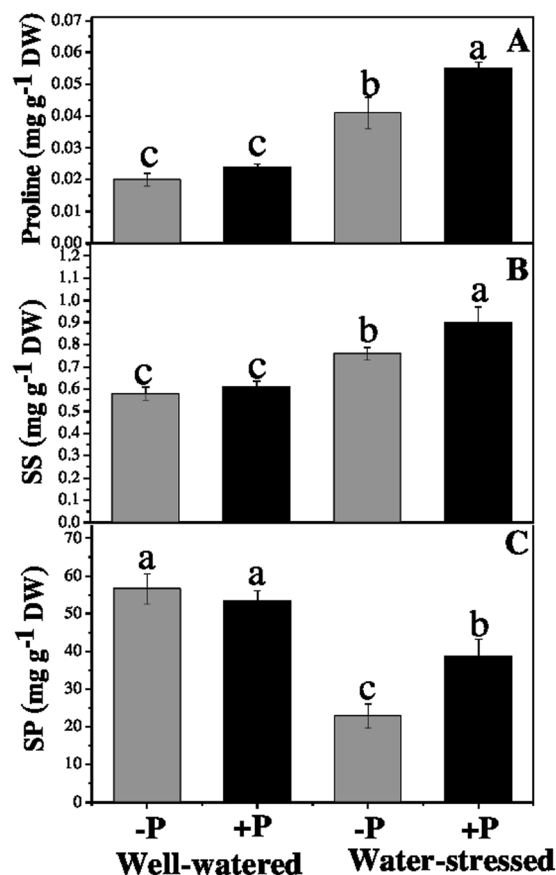 0.07
A
a
0.06
0.05
b
0.04
Proline (mg g-1 DW)
0.03
c
c
0.02
0.01
0.00
1.2
B
1.1
1.0
a
0.9
b
0.8
SS (mg g-1 DW)
0.7
c
c
0.6
0.5
0.4
0.3
0.2
0.1
0.0
70
C
a
a
60
50
b
40
SP (mg g-1 DW)
c
30
20
10
0
-P +P -P +P
Well-watered Water-stressed